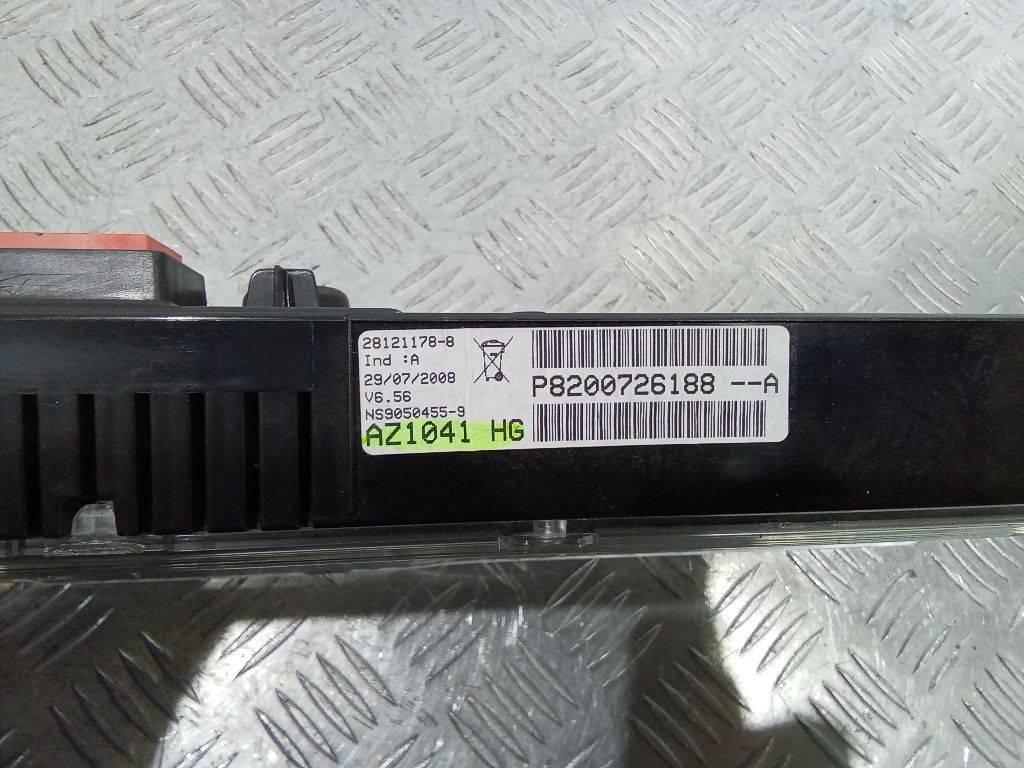 28121178-8
Ind :A
29/07/2008
V6.56
NS9050455-9
AZ1041 HG
P8200726188 --A